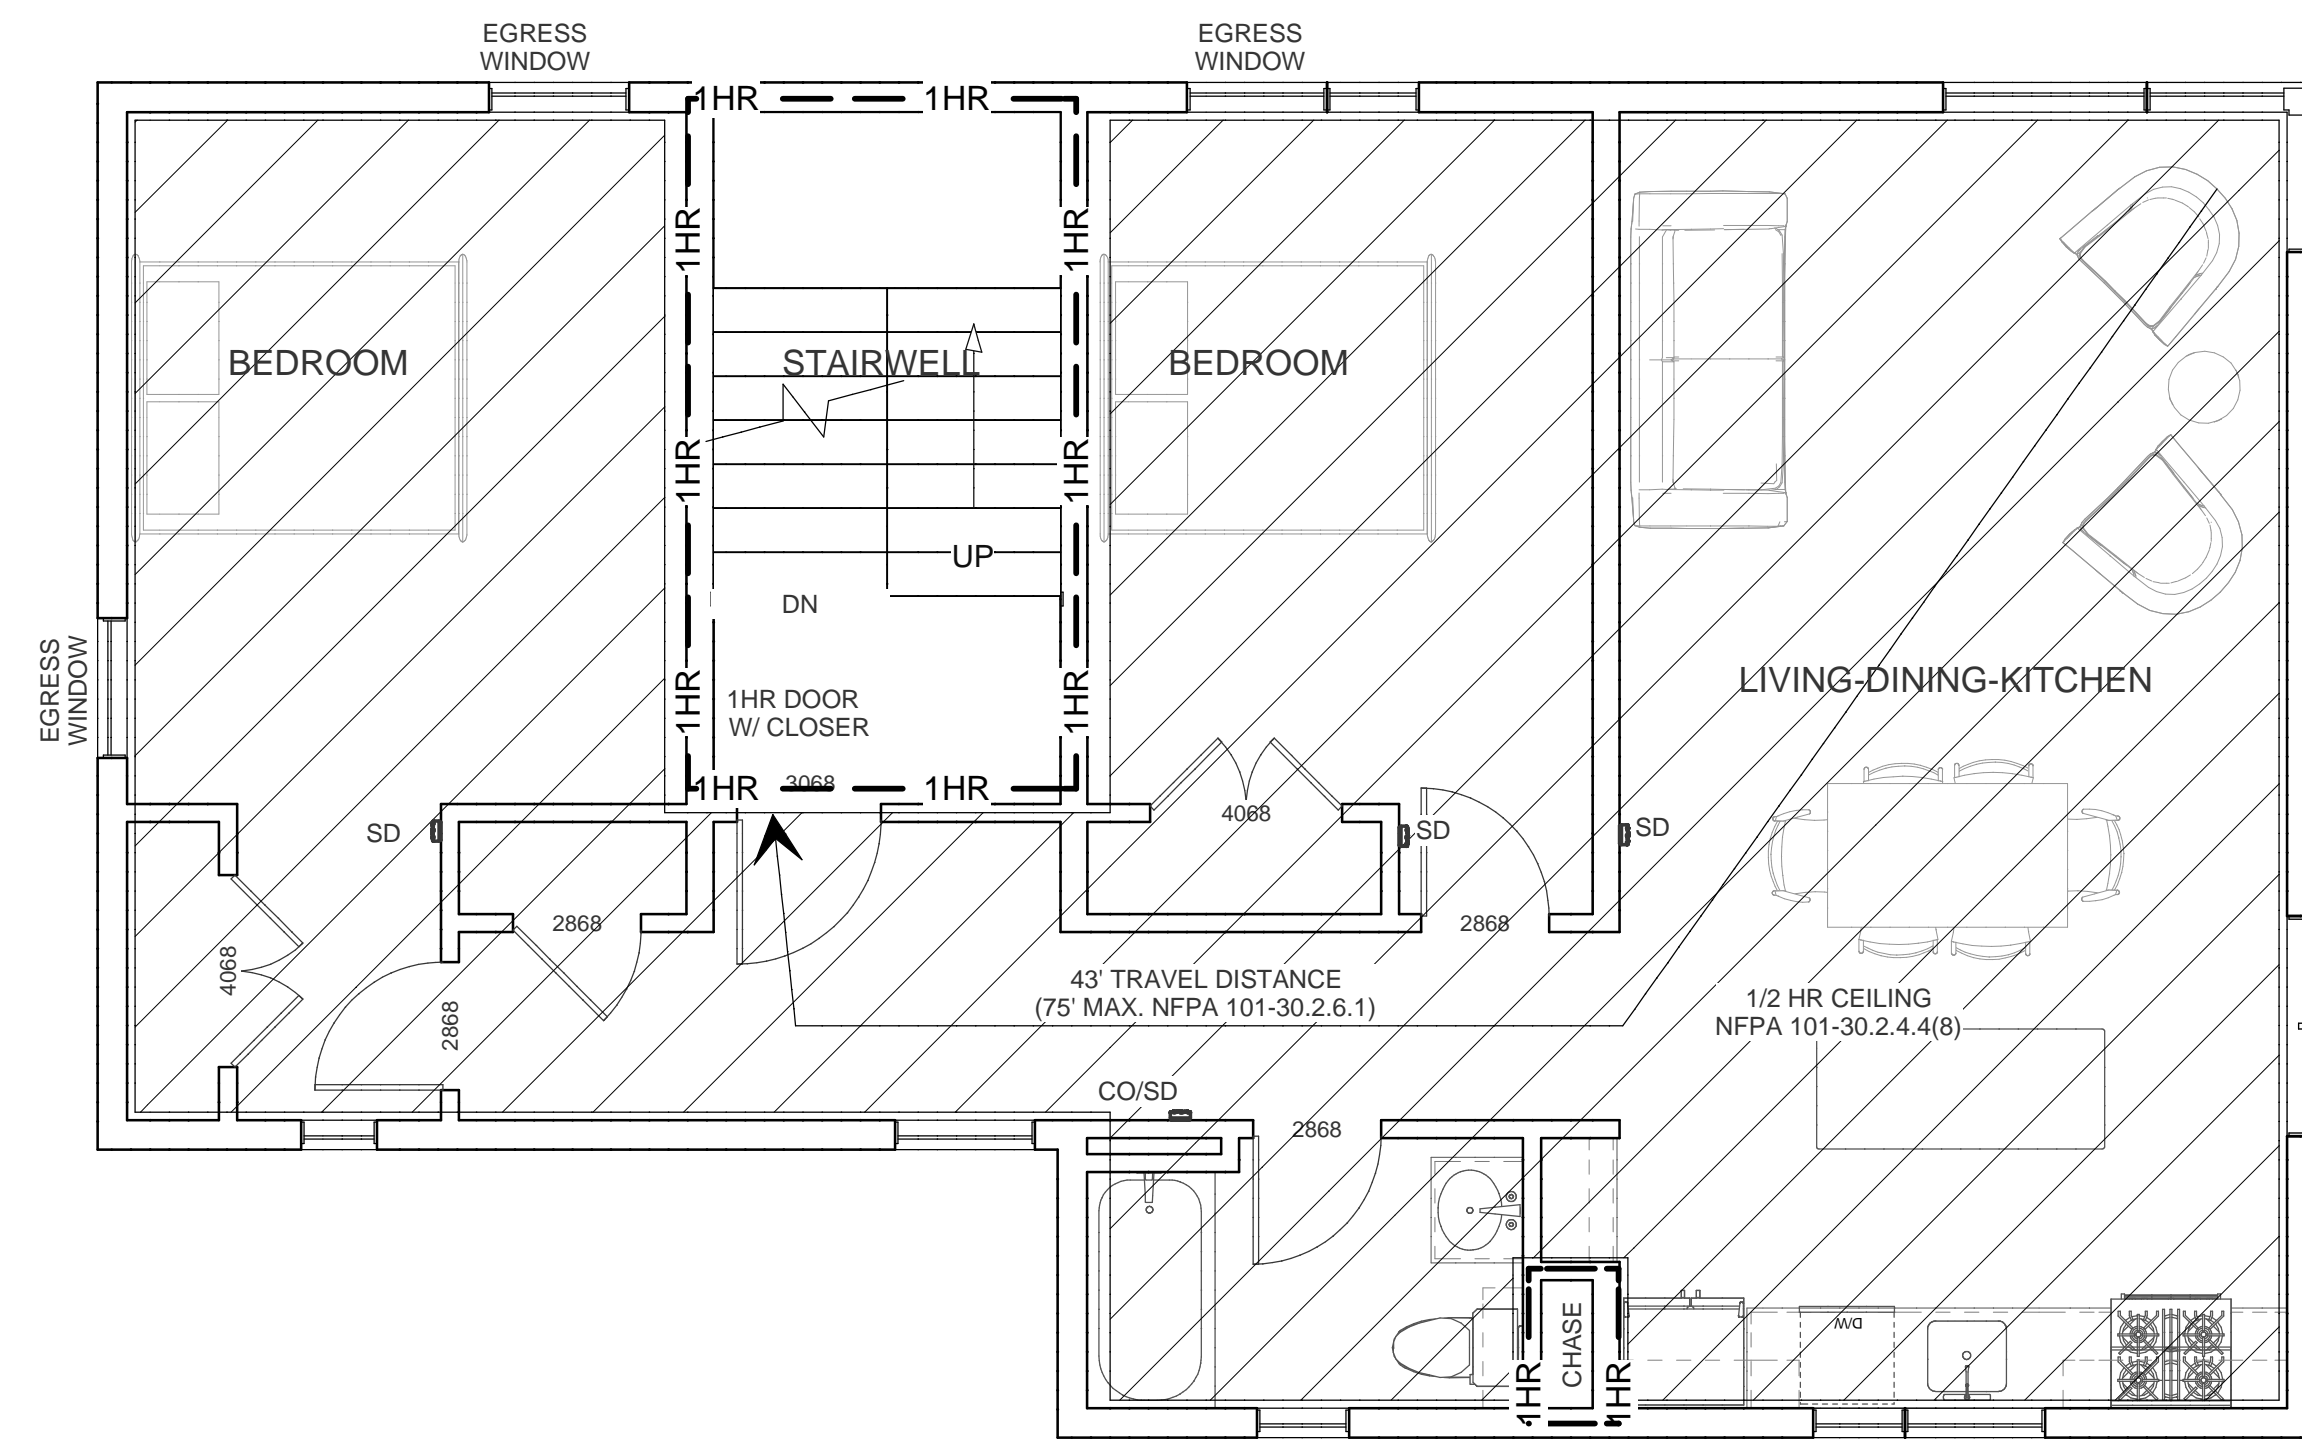 EGRESS
WINDOW
EGRESS
WINDOW
1HR
1HR
1HR
1HR
BEDROOM
STAIRWELL
BEDROOM
1HR
1HR
UP
DN
EGRESS
WINDOW
1HR
1HR
1HR DOOR
W/ CLOSER
LIVING-DINING-KITCHEN
1HR
3068
1HR
4068
SD
SD
SD
2868
2868
4068
2868
43' TRAVEL DISTANCE
(75' MAX. NFPA 101-30.2.6.1)
1/2 HR CEILING
NFPA 101-30.2.4.4(8)
CO/SD
2868
CHASE
1HR
1HR
D/W